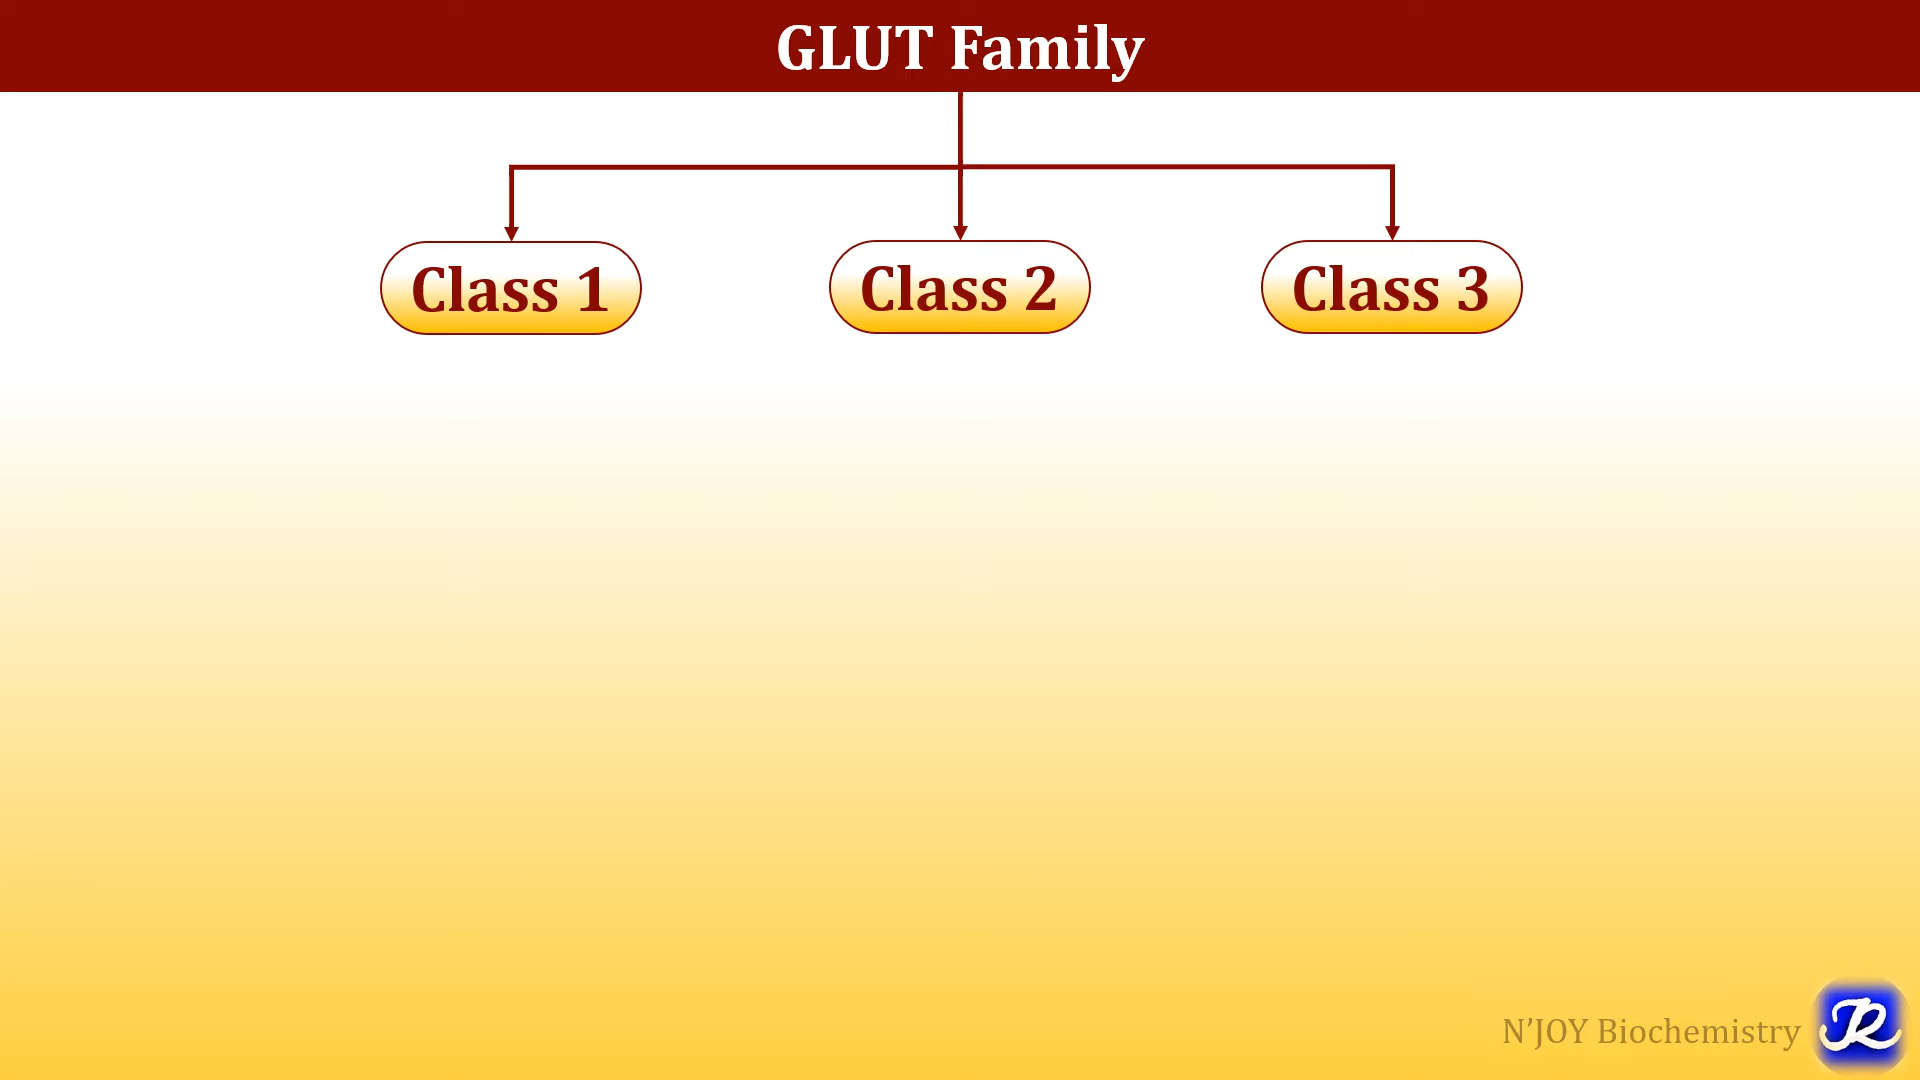 GLUT Family
Class 1
Class 2
Class 3
N’JOY Biochemistry